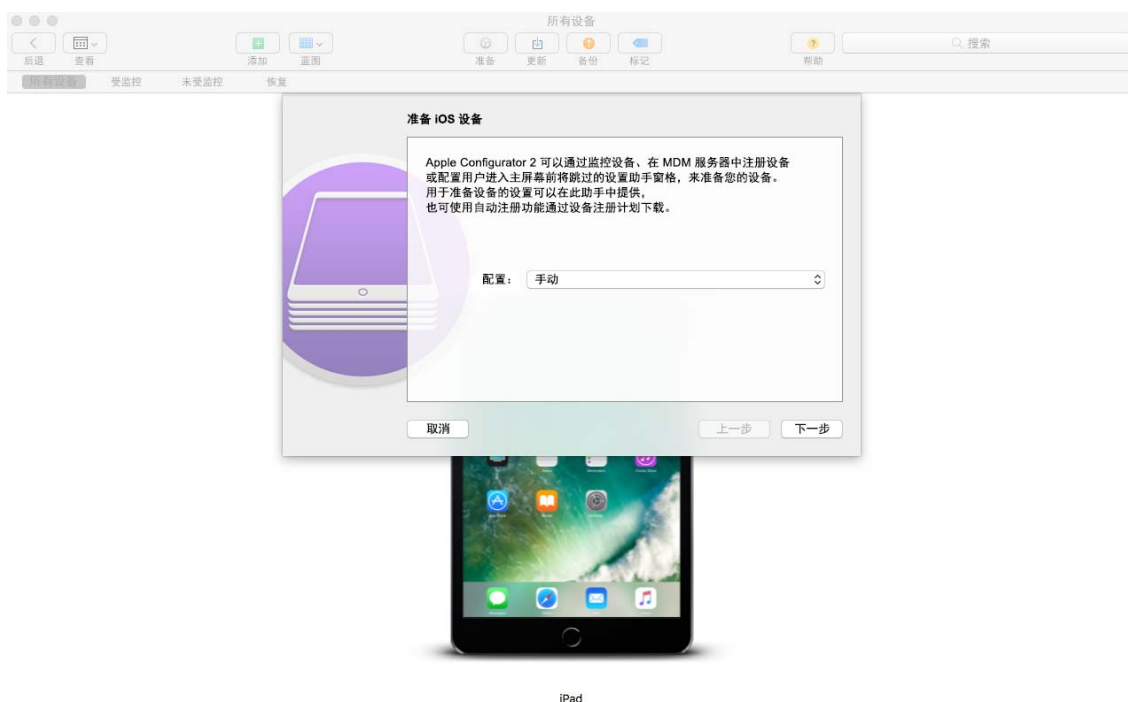 所有设备
后退
查看
添加
蓝图
准备
更新
备份
标记
帮助
搜索
所有设备 受监控 未受监控 恢复
准备 iOS 设备
Apple Configurator 2 可以通过监控设备、在 MDM 服务器中注册设备
或配置用户进入主屏幕前将跳过的设置助手窗格，来准备您的设备。
用于准备设备的设置可以在此助手中提供，
也可使用自动注册功能通过设备注册计划下载。
配置： 手动
取消 上一步 下一步
iPad